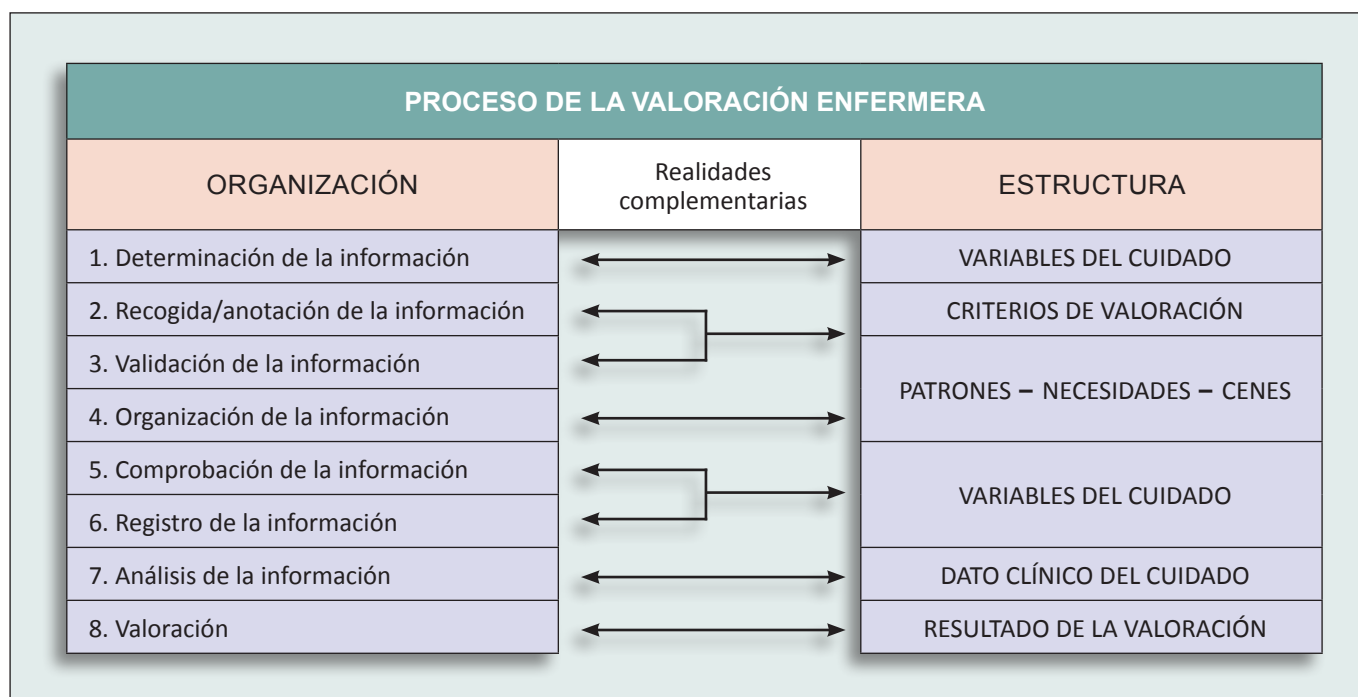 PROCESO DE LA VALORACIÓN ENFERMERA
ORGANIZACIÓN
Realidades
complementarias
ESTRUCTURA
1. Determinación de la información
VARIABLES DEL CUIDADO
2. Recogida/anotación de la información
CRITERIOS DE VALORACIÓN
3. Validación de la información
PATRONES – NECESIDADES – CENES
4. Organización de la información
5. Comprobación de la información
VARIABLES DEL CUIDADO
6. Registro de la información
7. Análisis de la información
DATO CLÍNICO DEL CUIDADO
8. Valoración
RESULTADO DE LA VALORACIÓN